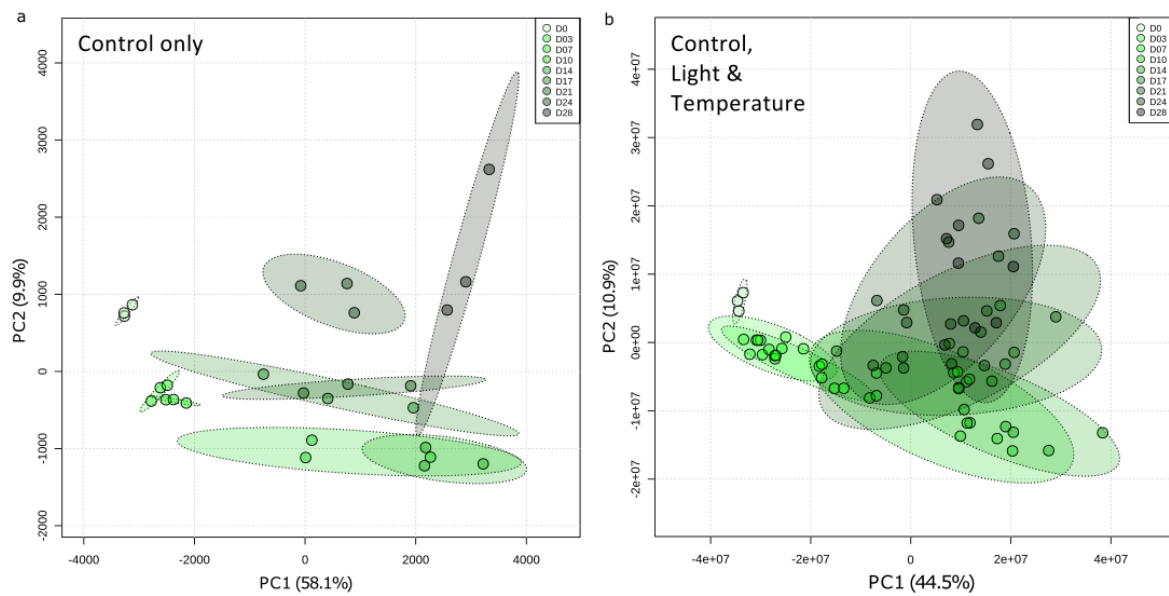 a
Control only
D0
D03
D07
D10
D14
D17
D21
D24
D28
4000
3000
2000
1000
0
-1000
-2000
PC2 (9.9%)
-4000 -2000 0 2000 4000
PC1 (58.1%)
b
Control,
Light &
Temperature
D0
D03
D07
D10
D14
D17
D21
D24
D28
4e+07
3e+07
2e+07
1e+07
0e+00
-1e+07
-2e+07
PC2 (10.9%)
-4e+07 -2e+07 0 2e+07 4e+07
PC1 (44.5%)